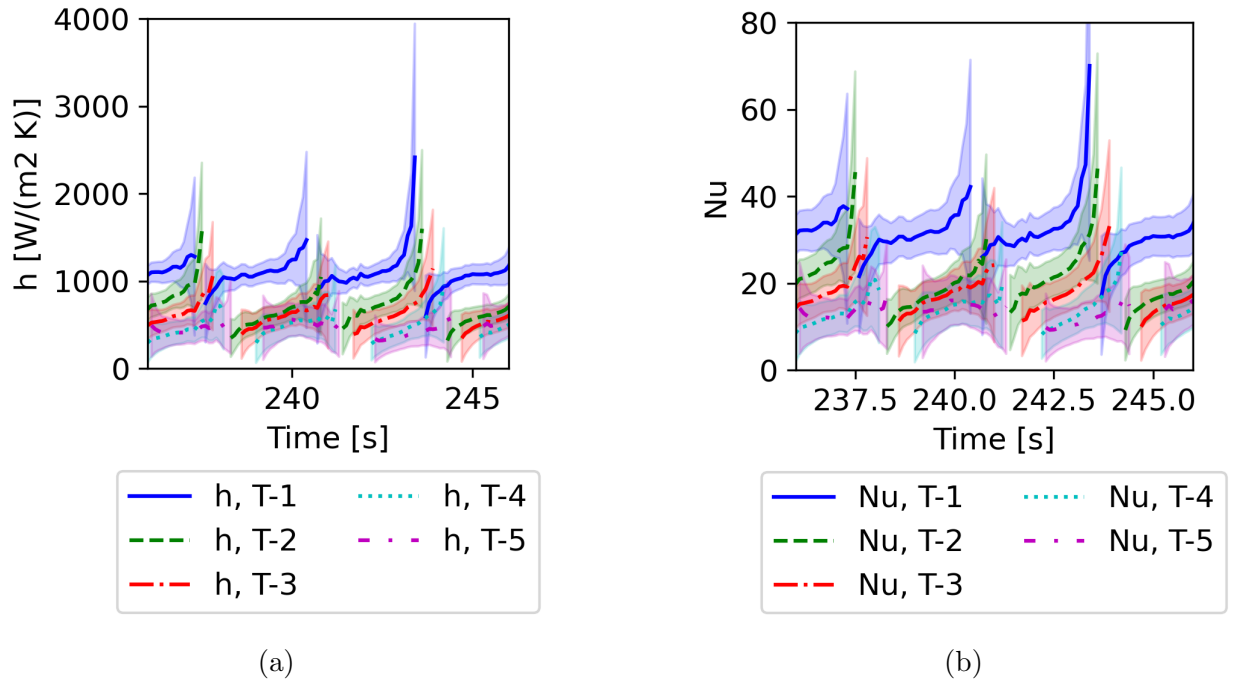 4000
3000
2000
1000
0
h [W/(m2 K)]
240 245
Time [s]
h, T-1 h, T-4
h, T-2 h, T-5
h, T-3
(a)
80
60
40
20
0
Nu
237.5 240.0 242.5 245.0
Time [s]
Nu, T-1 Nu, T-4
Nu, T-2 Nu, T-5
Nu, T-3
(b)